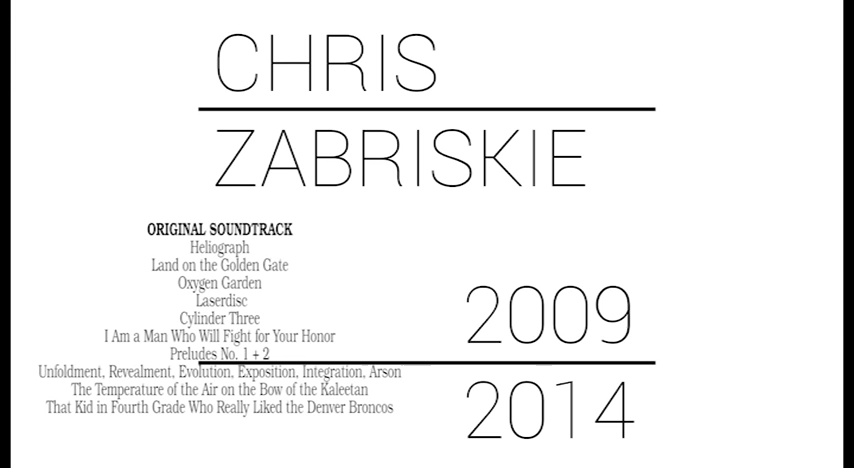 CHRIS
ZABRISKIE
ORIGINAL SOUNDTRACK
Heliograph
Land on the Golden Gate
Oxygen Garden
Laserdisc
Cylinder Three
I Am a Man Who Will Fight for Your Honor
Preludes No. 1 + 2
Unfoldment, Revealment, Evolution, Exposition, Integration, Arson
The Temperature of the Air on the Bow of the Kaleetan
That Kid in Fourth Grade Who Really Liked the Denver Broncos
2009
2014